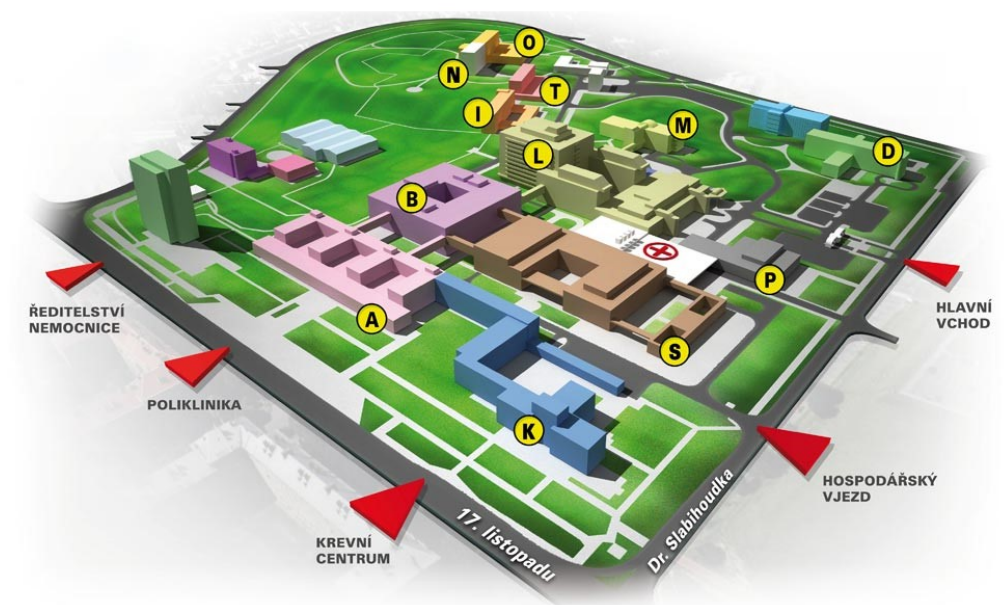 O
N
T
I
M
L
D
B
P
A
S
K
ŘEDITELSTVÍ
NEMOCNICE
HLAVNÍ
VCHOD
POLIKLINIKA
HOSPODÁŘSKÝ
VJEZD
KREVNÍ
CENTRUM
17. listopadu
Dr. Slabihoudka